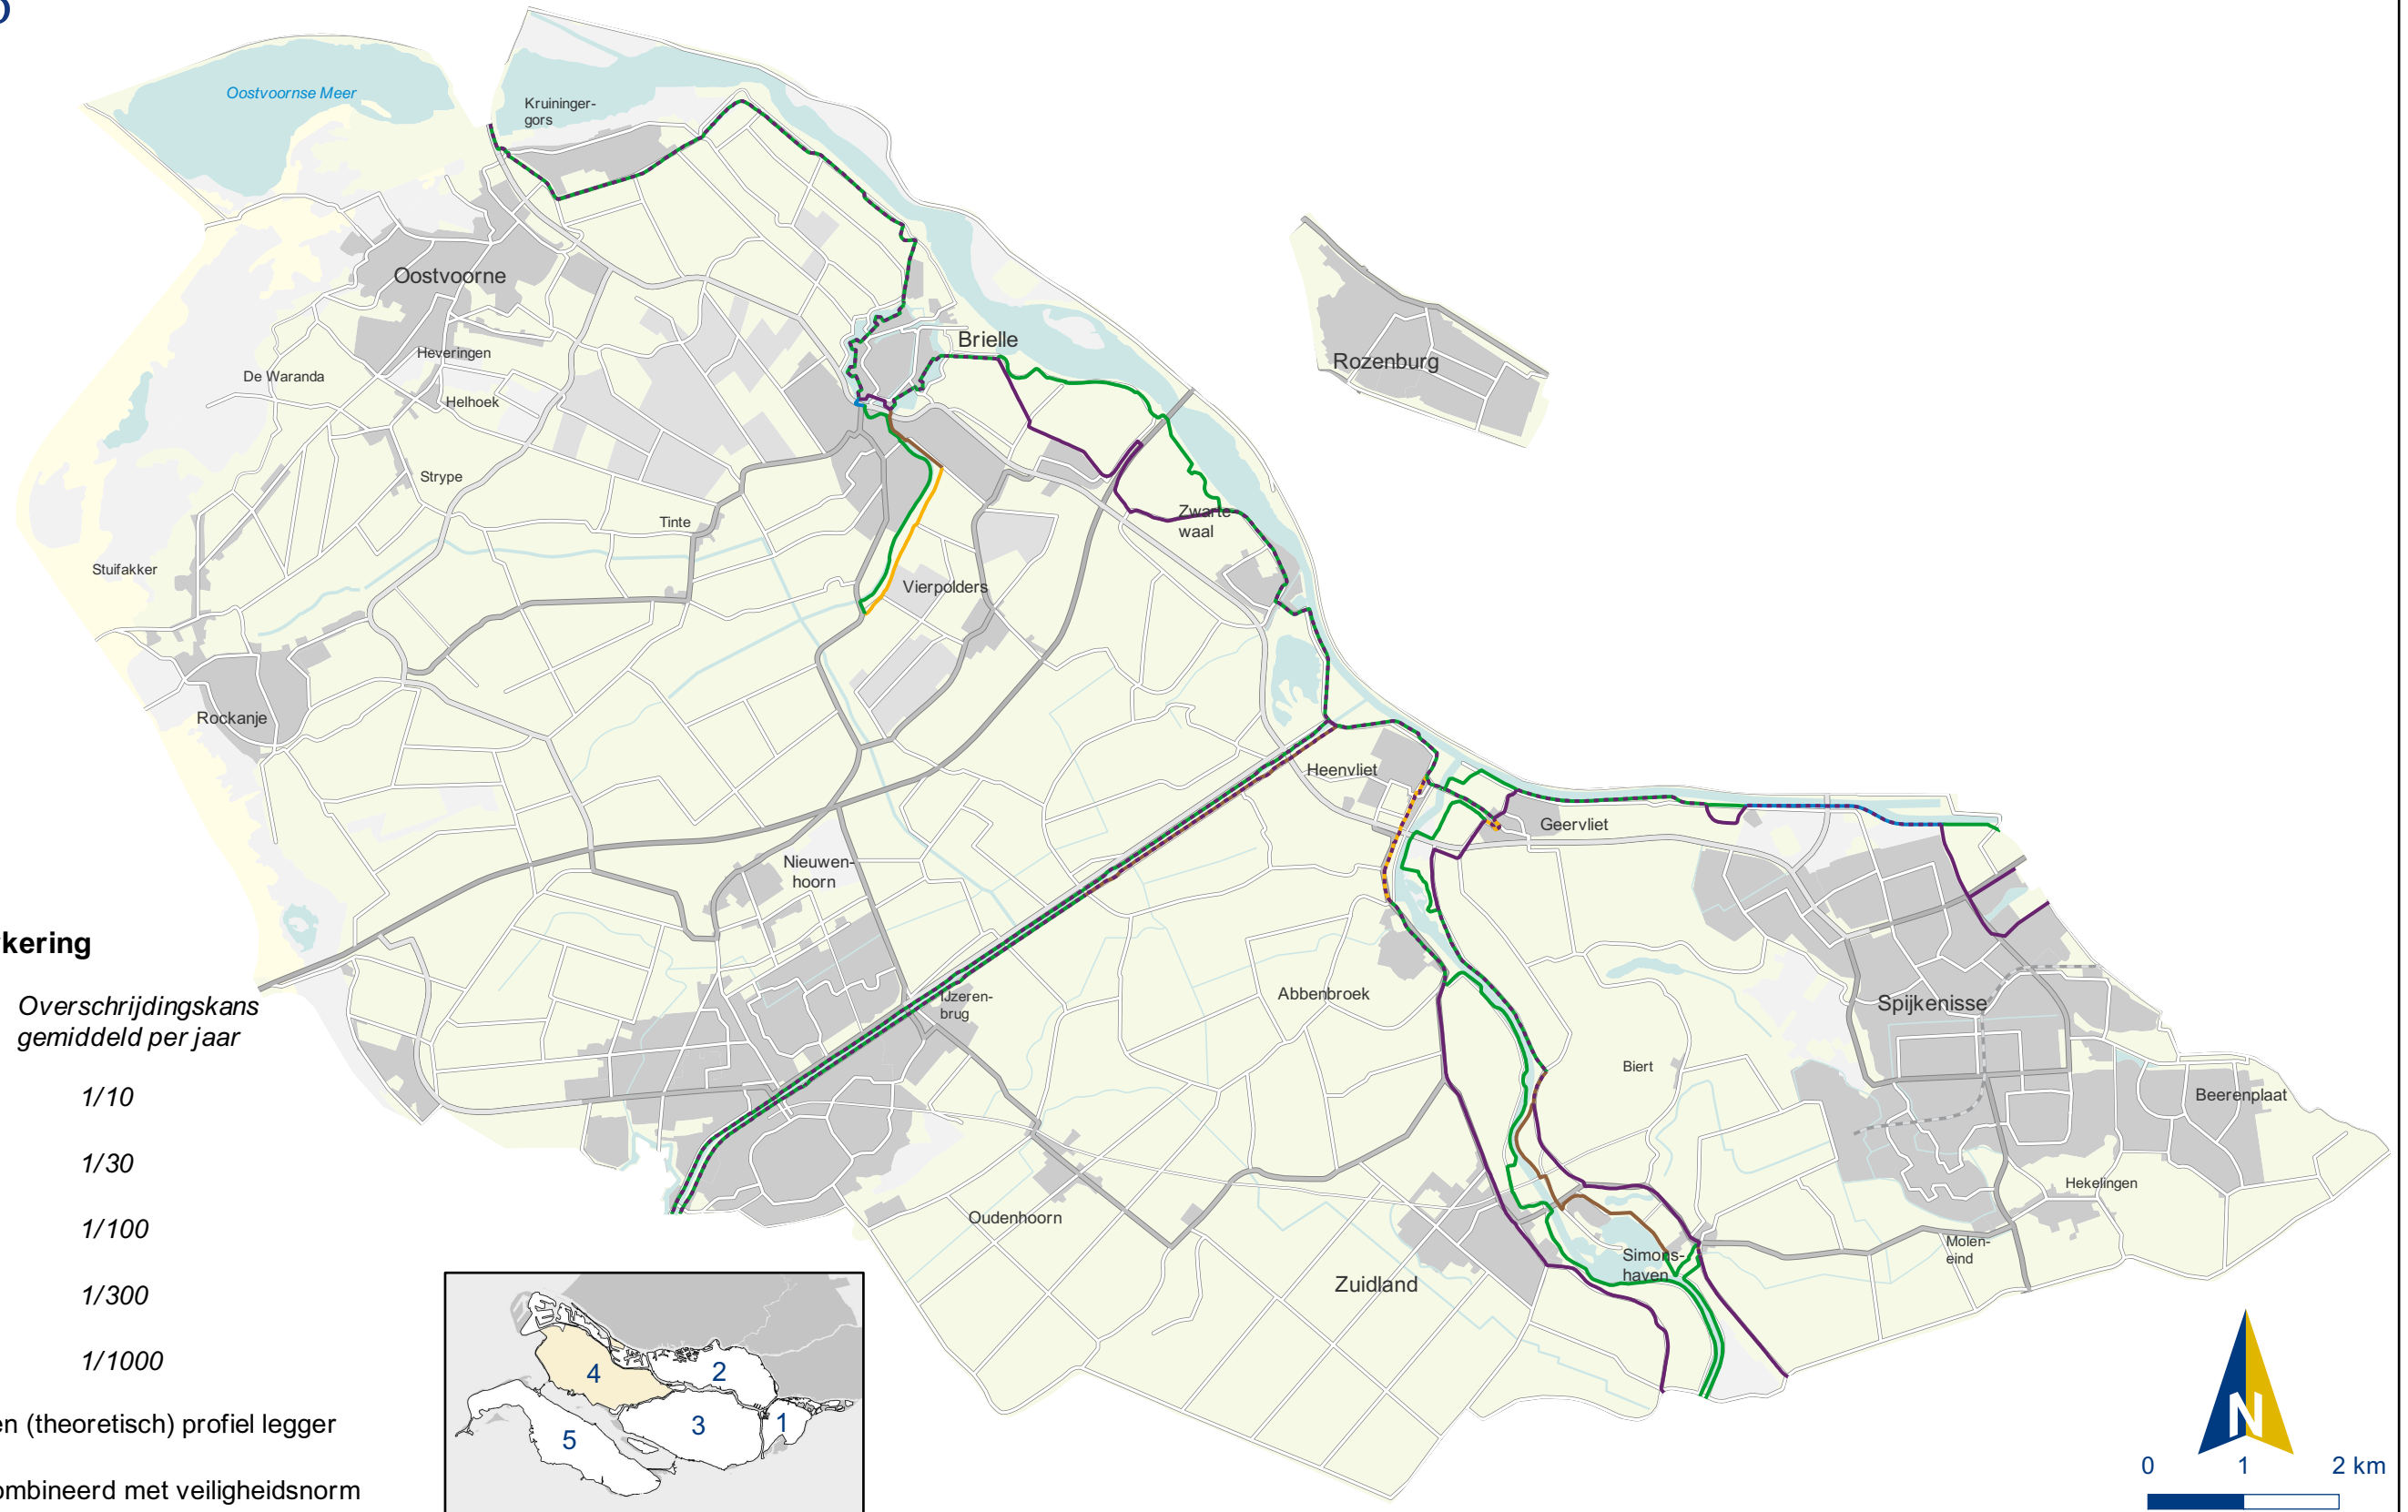 Oostvoornse Meer
Kruininger-
gors
Oostvoorne
Brielle
Rozenburg
Heveringen
De Waranda
Helhoek
Strype
Tinte
Zwarte-
waal
Stuifakker
Vierpolders
Rockanje
Heenvliet
Geervliet
Nieuwen-
hoorn
IJzeren-
brug
Abbenbroek
Spijkenisse
Biert
Beerenplaat
Hekelingen
Oudenhoorn
Molen-
eind
Simons-
haven
Zuidland
kering
Overschrijdingskans
gemiddeld per jaar
1/10
1/30
1/100
1/300
1/1000
en (theoretisch) profiel legger
ombineerd met veiligheidsnorm
4
2
3
1
5
N
0 1 2 km